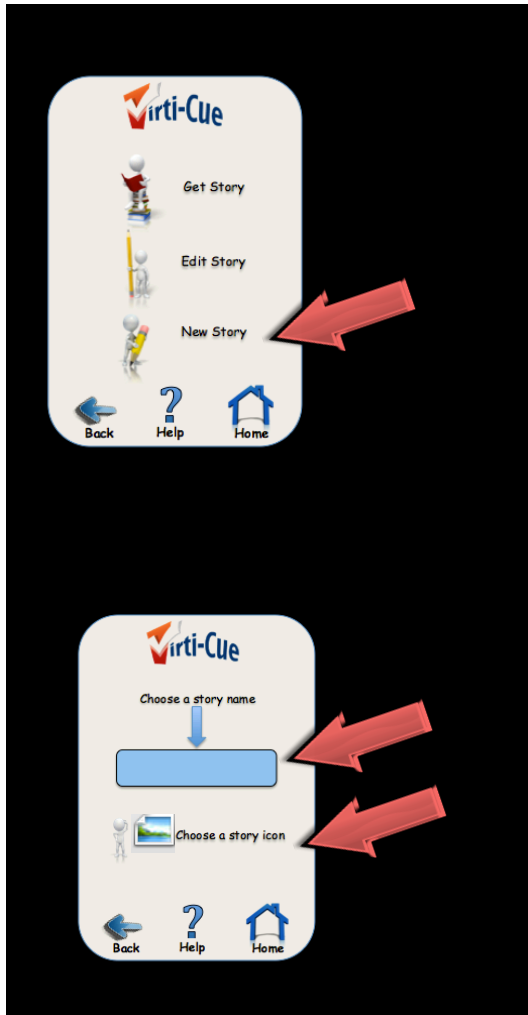 Virti-Cue
Get Story
Edit Story
New Story
Back
Help
Home
Virti-Cue
Choose a story name
Choose a story icon
Back
Help
Home